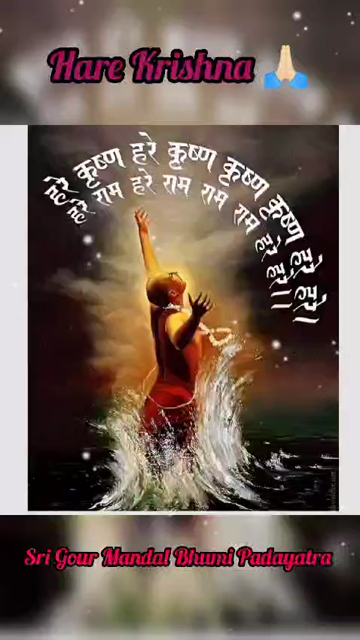 Hare Krishna 🙏🏻
हरे कृष्ण हरे कृष्ण कृष्ण कृष्ण हरे हरे।
हरे राम हरे राम राम राम हरे हरे।।
Sri Gour Mandal Bhumi Padayatra